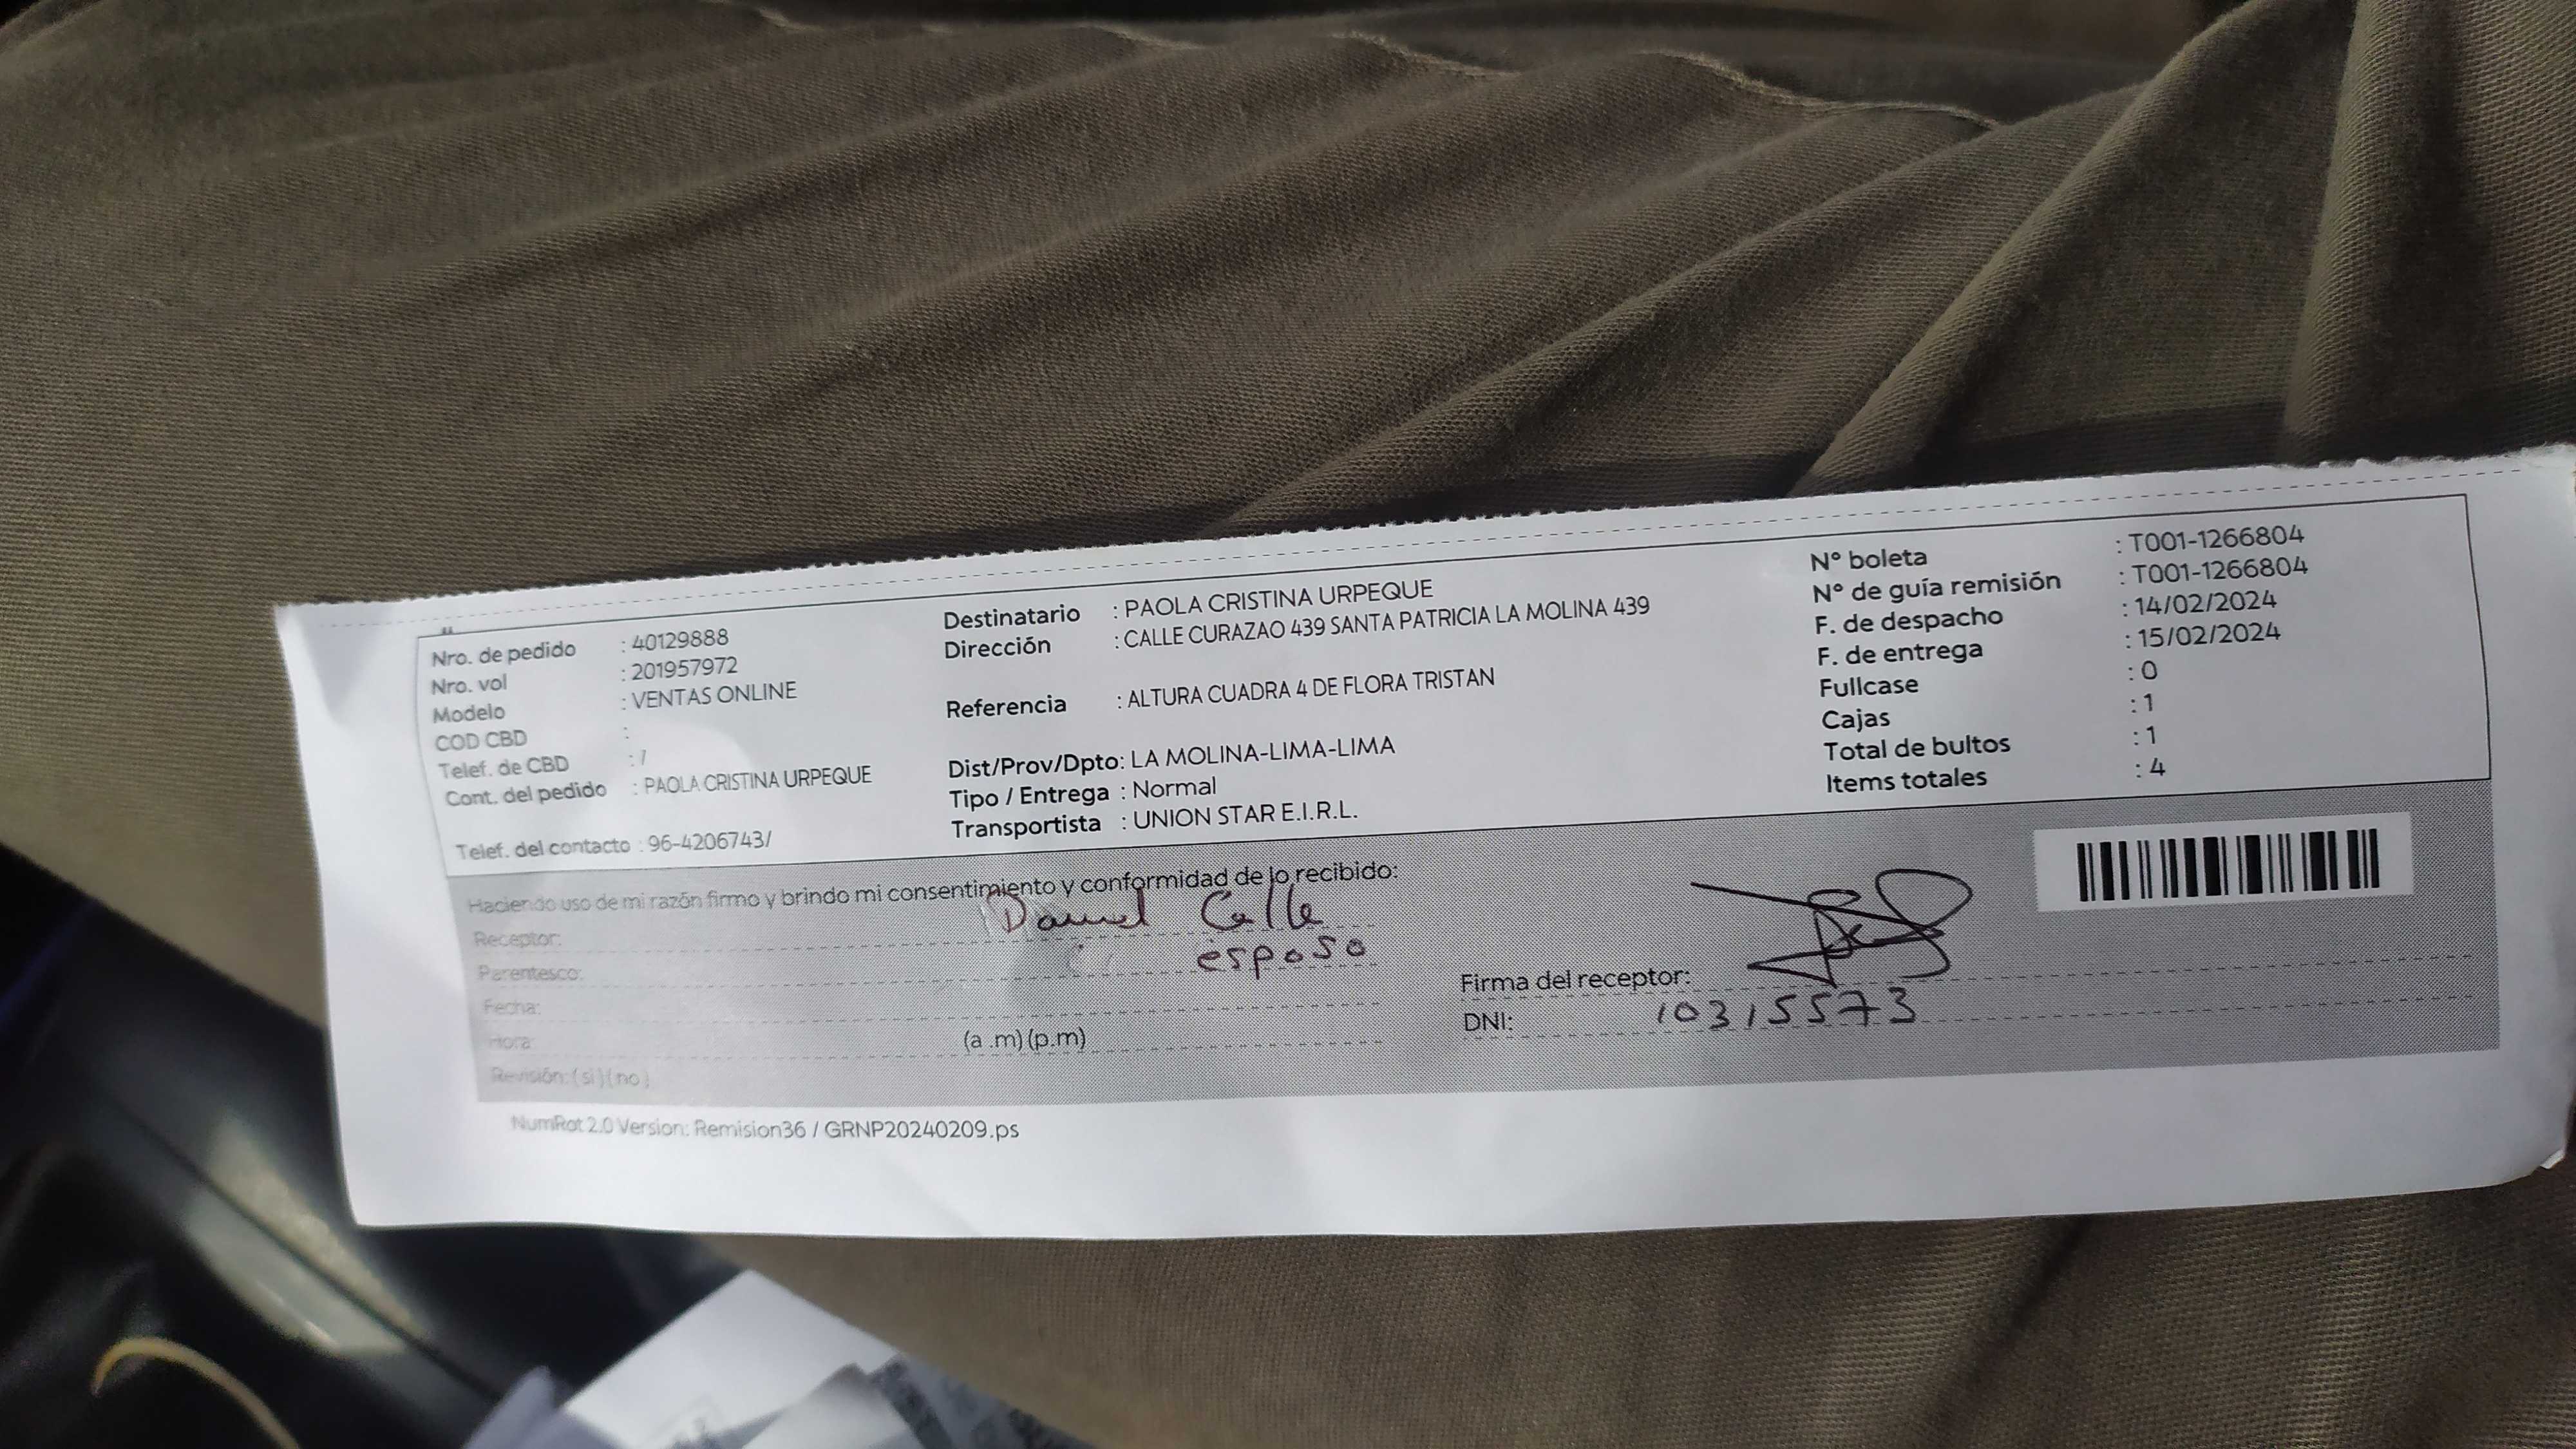 Nro. de pedido : 40129888
Nro. vol : 201957972
Modelo : VENTAS ONLINE
COD CBD :
Telef. de CBD : /
Cont. del pedido : PAOLA CRISTINA URPEQUE
Telef. del contacto : 96-4206743/
Destinatario : PAOLA CRISTINA URPEQUE
Dirección : CALLE CURAZAO 439 SANTA PATRICIA LA MOLINA 439
Referencia : ALTURA CUADRA 4 DE FLORA TRISTAN
Dist/Prov/Dpto: LA MOLINA-LIMA-LIMA
Tipo / Entrega : Normal
Transportista : UNION STAR E.I.R.L.
N° boleta : T001-1266804
N° de guía remisión : T001-1266804
F. de despacho : 14/02/2024
F. de entrega : 15/02/2024
Fullcase : 0
Cajas : 1
Total de bultos : 1
Items totales : 4
Haciendo uso de mi razón firmo y brindo mi consentimiento y conformidad de lo recibido:
Receptor: Daniel Calle
Parentesco: esposo
Fecha:
Hora: (a .m) (p.m)
Revisión: ( si ) ( no )
Firma del receptor:
DNI: 10315573
NumRot 2.0 Version: Remision36 / GRNP20240209.ps